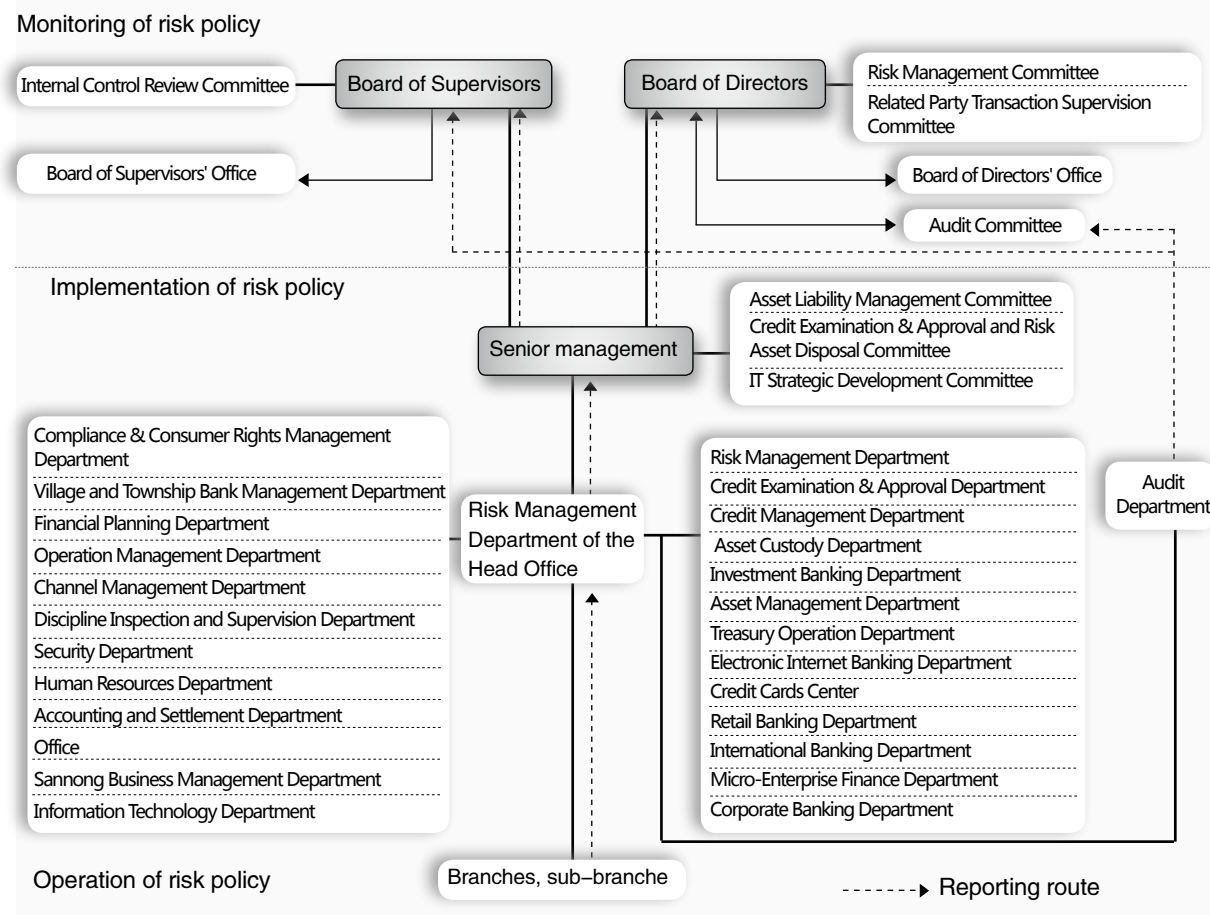 Monitoring of risk policy
Internal Control Review Committee
Board of Supervisors
Board of Directors
Risk Management Committee
Related Party Transaction Supervision
Committee
Board of Supervisors' Office
Board of Directors' Office
Audit Committee
Implementation of risk policy
Senior management
Asset Liability Management Committee
Credit Examination & Approval and Risk
Asset Disposal Committee
IT Strategic Development Committee
Compliance & Consumer Rights Management
Department
Village and Township Bank Management Department
Financial Planning Department
Operation Management Department
Channel Management Department
Discipline Inspection and Supervision Department
Security Department
Human Resources Department
Accounting and Settlement Department
Office
Sannong Business Management Department
Information Technology Department
Risk Management
Department of the
Head Office
Risk Management Department
Credit Examination & Approval Department
Credit Management Department
Asset Custody Department
Investment Banking Department
Asset Management Department
Treasury Operation Department
Electronic Internet Banking Department
Credit Cards Center
Retail Banking Department
International Banking Department
Micro-Enterprise Finance Department
Corporate Banking Department
Audit
Department
Operation of risk policy
Branches, sub−branche
Reporting route